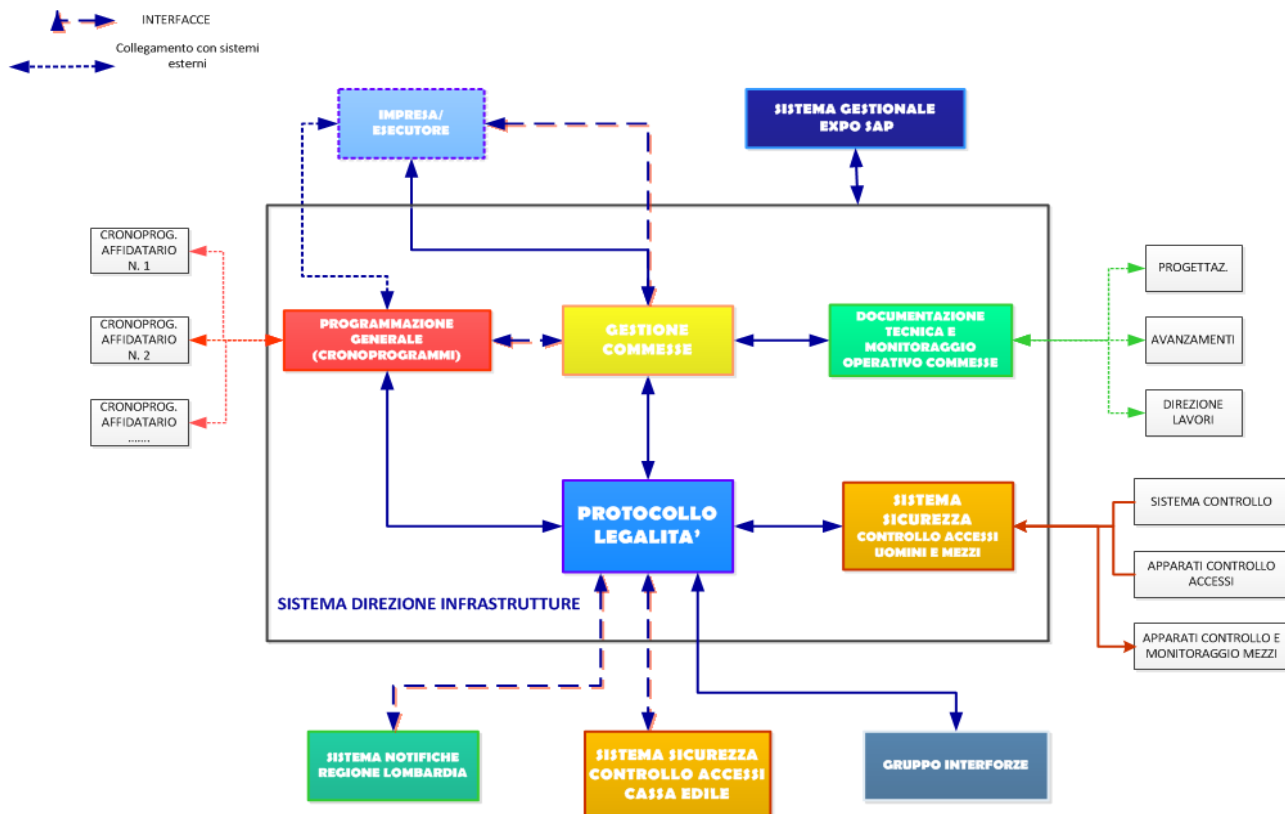 INTERFACCE
Collegamento con sistemi
esterni
IMPRESA/
ESECUTORE
SISTEMA GESTIONALE
EXPO SAP
CRONOPROG.
AFFIDATARIO
N. 1
CRONOPROG.
AFFIDATARIO
N. 2
CRONOPROG.
AFFIDATARIO
.......
PROGRAMMAZIONE
GENERALE
(CRONOPROGRAMMI)
GESTIONE
COMMESSE
DOCUMENTAZIONE
TECNICA E
MONITORAGGIO
OPERATIVO COMMESSE
PROGETTAZ.
AVANZAMENTI
DIREZIONE
LAVORI
PROTOCOLLO
LEGALITA’
SISTEMA
SICUREZZA
CONTROLLO ACCESSI
UOMINI E MEZZI
SISTEMA CONTROLLO
APPARATI CONTROLLO
ACCESSI
APPARATI CONTROLLO E
MONITORAGGIO MEZZI
SISTEMA DIREZIONE INFRASTRUTTURE
SISTEMA NOTIFICHE
REGIONE LOMBARDIA
SISTEMA SICUREZZA
CONTROLLO ACCESSI
CASSA EDILE
GRUPPO INTERFORZE